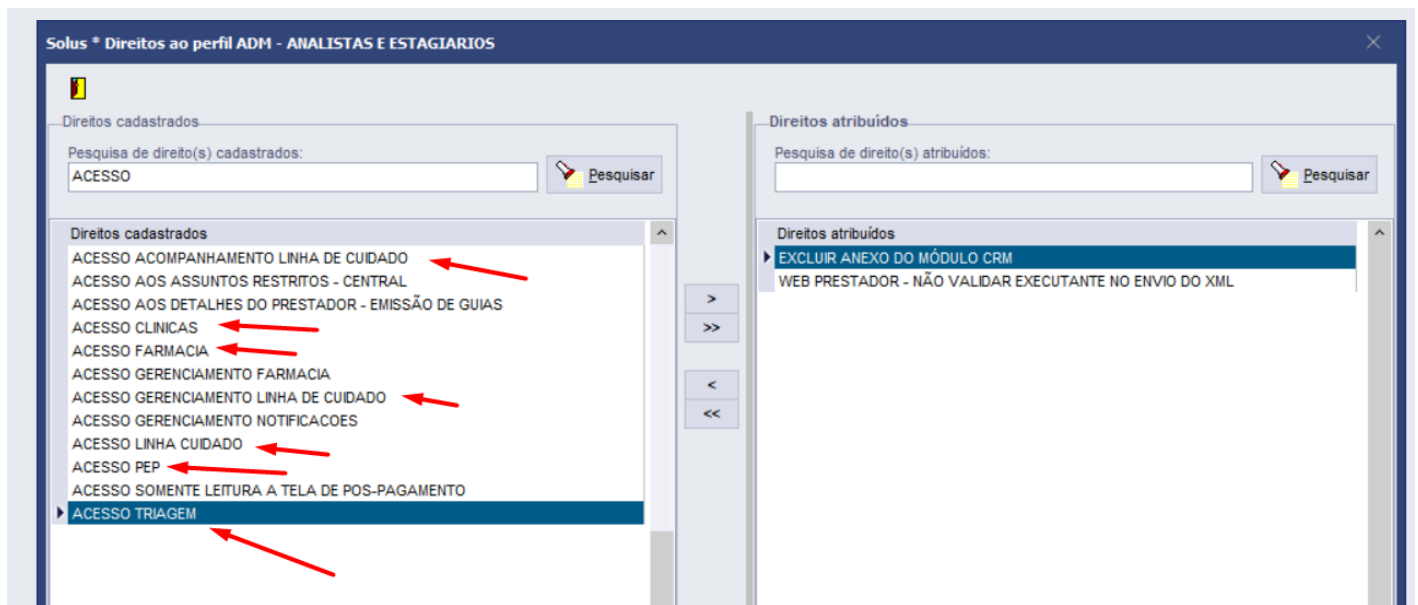 Solus * Direitos ao perfil ADM - ANALISTAS E ESTAGIARIOS
Direitos cadastrados
Pesquisa de direito(s) cadastrados:
ACESSO
Pesquisar
Direitos cadastrados
ACESSO ACOMPANHAMENTO LINHA DE CUIDADO
ACESSO AOS ASSUNTOS RESTRITOS - CENTRAL
ACESSO AOS DETALHES DO PRESTADOR - EMISSÃO DE GUIAS
ACESSO CLINICAS
ACESSO FARMACIA
ACESSO GERENCIAMENTO FARMACIA
ACESSO GERENCIAMENTO LINHA DE CUIDADO
ACESSO GERENCIAMENTO NOTIFICACOES
ACESSO LINHA CUIDADO
ACESSO PEP
ACESSO SOMENTE LEITURA A TELA DE POS-PAGAMENTO
ACESSO TRIAGEM
>
>>
<
<<
Direitos atribuídos
Pesquisa de direito(s) atribuídos:
Pesquisar
Direitos atribuídos
EXCLUIR ANEXO DO MÓDULO CRM
WEB PRESTADOR - NÃO VALIDAR EXECUTANTE NO ENVIO DO XML